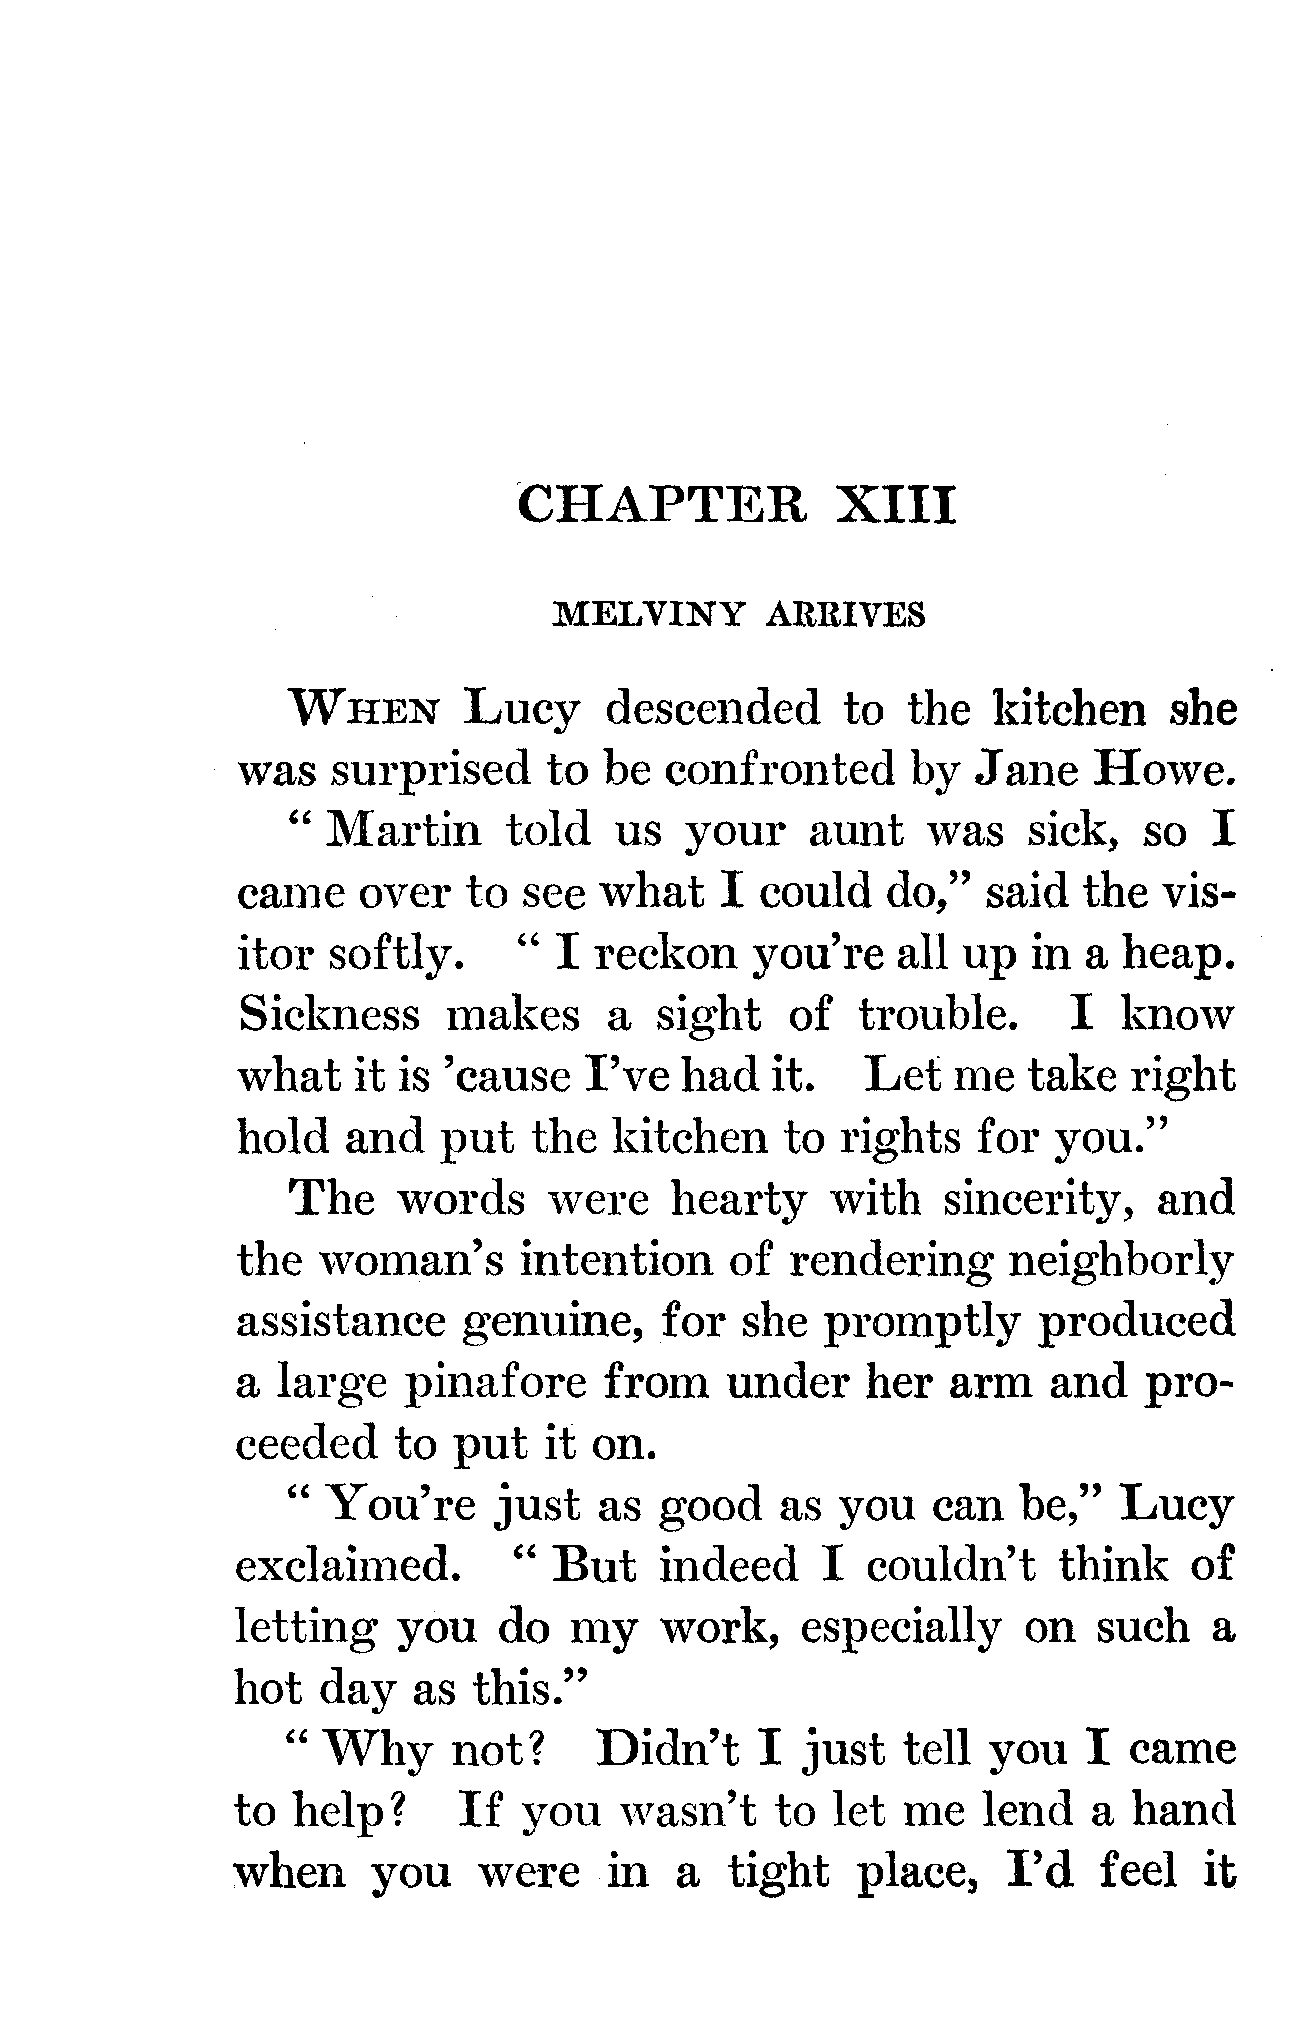 CHAPTER XIII
MELVINY ARRIVES
WHEN Lucy descended to the kitchen she
was surprised to be confronted by Jane Howe.
“ Martin told us your aunt was sick, so I
came over to see what I could do,” said the vis-
itor softly. “ I reckon you’re all up in a heap.
Sickness makes a sight of trouble. I know
what it is ’cause I’ve had it. Let me take right
hold and put the kitchen to rights for you.”
The words were hearty with sincerity, and
the woman’s intention of rendering neighborly
assistance genuine, for she promptly produced
a large pinafore from under her arm and pro-
ceeded to put it on.
“ You’re just as good as you can be,” Lucy
exclaimed. “ But indeed I couldn’t think of
letting you do my work, especially on such a
hot day as this.”
“ Why not? Didn’t I just tell you I came
to help? If you wasn’t to let me lend a hand
when you were in a tight place, I’d feel it